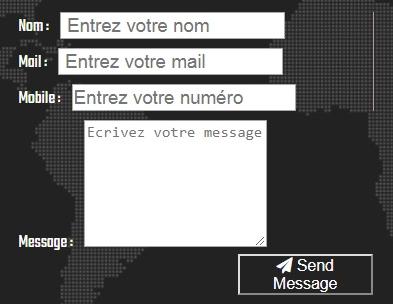 Nom : Entrez votre nom
Mail : Entrez votre mail
Mobile : Entrez votre numéro
Ecrivez votre message
Message :
Send
Message